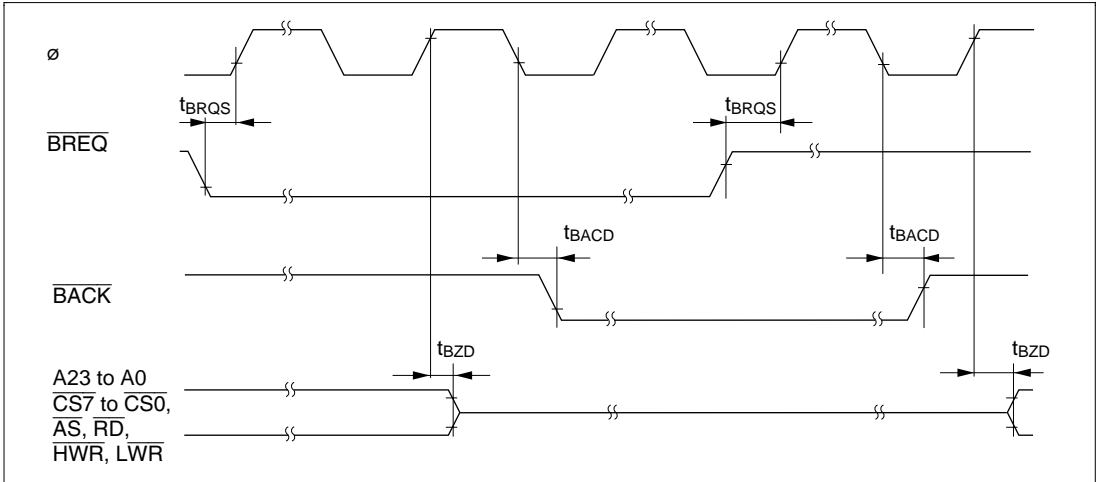 ø
tBRQS tBRQS
BREQ
tBACD tBACD
BACK
tBZD tBZD
A23 to A0
CS7 to CS0,
AS, RD,
HWR, LWR